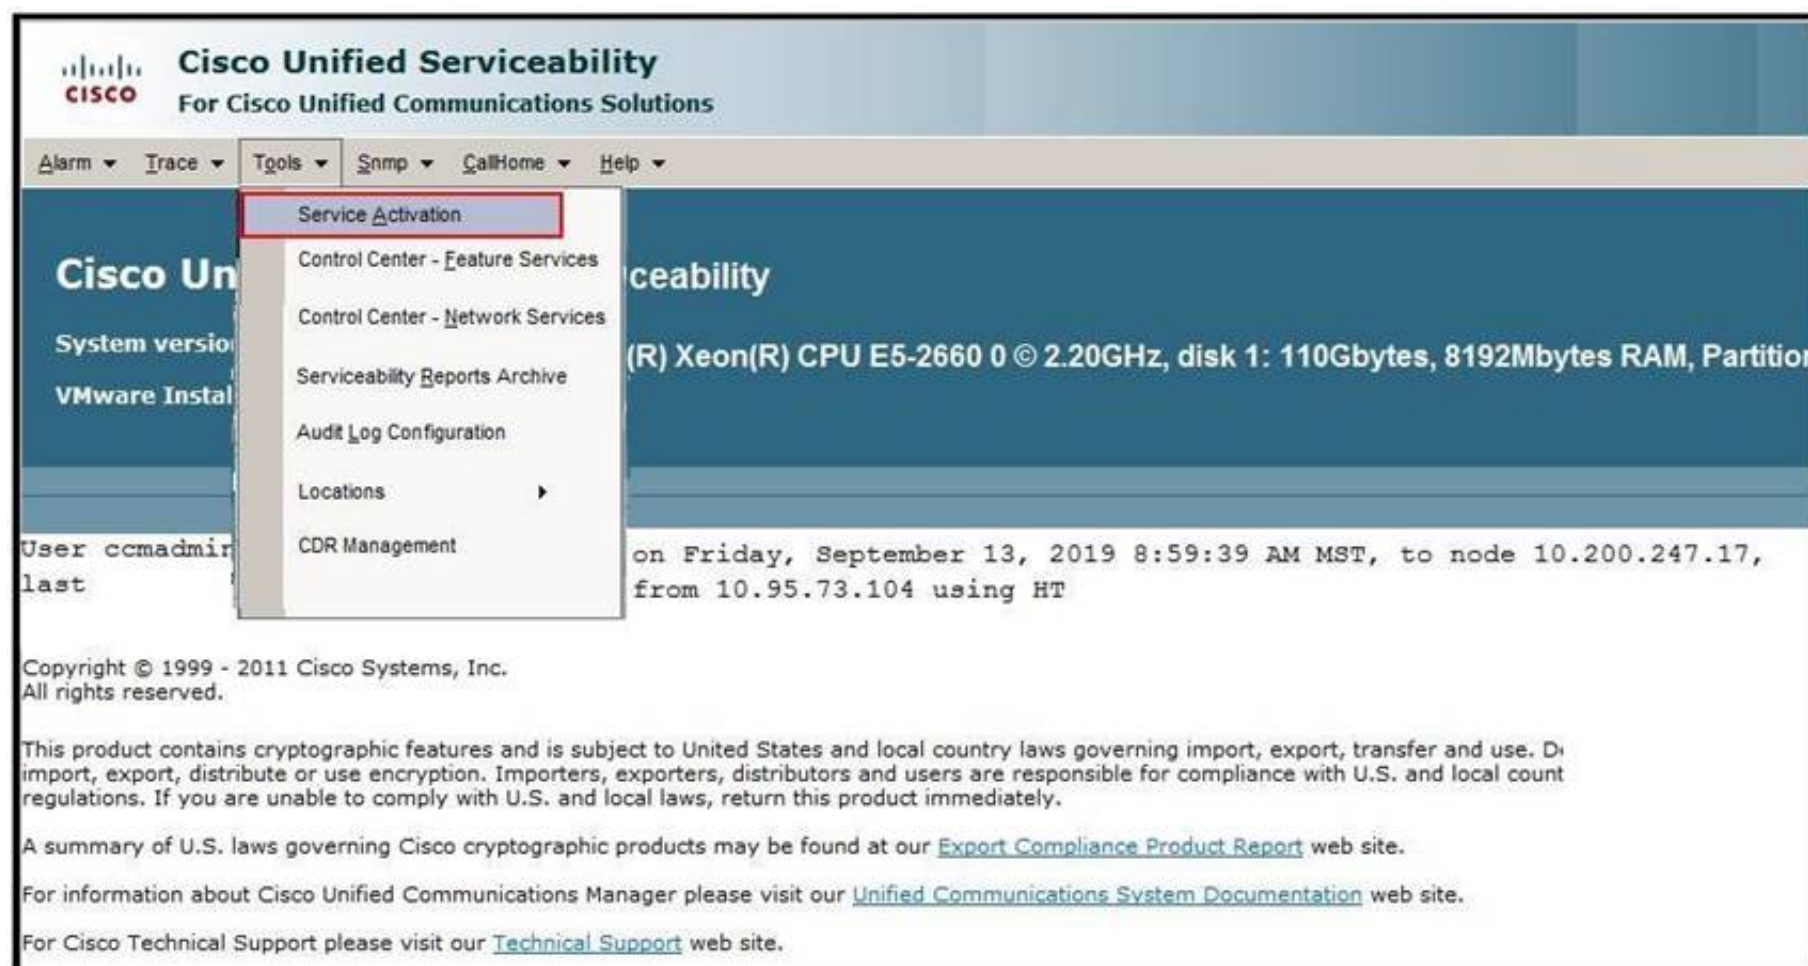 CISCO
Cisco Unified Serviceability
For Cisco Unified Communications Solutions
Alarm Trace Tools Snmp CallHome Help
Service Activation
Control Center - Feature Services
Control Center - Network Services
Serviceability Reports Archive
Audit Log Configuration
Locations
CDR Management
Cisco Un ceability
System versio (R) Xeon(R) CPU E5-2660 0 © 2.20GHz, disk 1: 110Gbytes, 8192Mbytes RAM, Partition
VMware Instal
User ccmadmin on Friday, September 13, 2019 8:59:39 AM MST, to node 10.200.247.17,
last from 10.95.73.104 using HT
Copyright © 1999 - 2011 Cisco Systems, Inc.
All rights reserved.
This product contains cryptographic features and is subject to United States and local country laws governing import, export, transfer and use. D
import, export, distribute or use encryption. Importers, exporters, distributors and users are responsible for compliance with U.S. and local count
regulations. If you are unable to comply with U.S. and local laws, return this product immediately.
A summary of U.S. laws governing Cisco cryptographic products may be found at our Export Compliance Product Report web site.
For information about Cisco Unified Communications Manager please visit our Unified Communications System Documentation web site.
For Cisco Technical Support please visit our Technical Support web site.